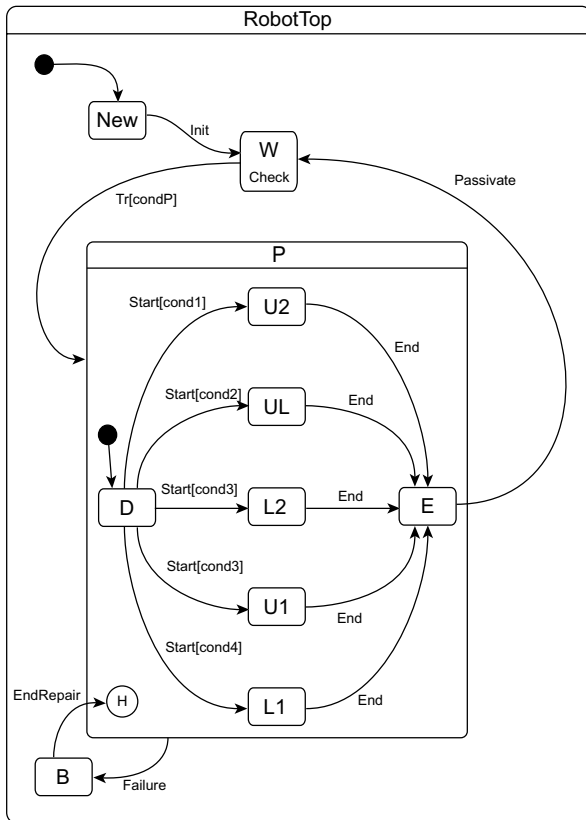 RobotTop
New
Init
W
Check
Passivate
Tr[condP]
P
Start[cond1]
U2
End
Start[cond2]
UL
End
D
Start[cond3]
L2
End
E
Start[cond3]
U1
End
Start[cond4]
L1
End
EndRepair
H
B
Failure